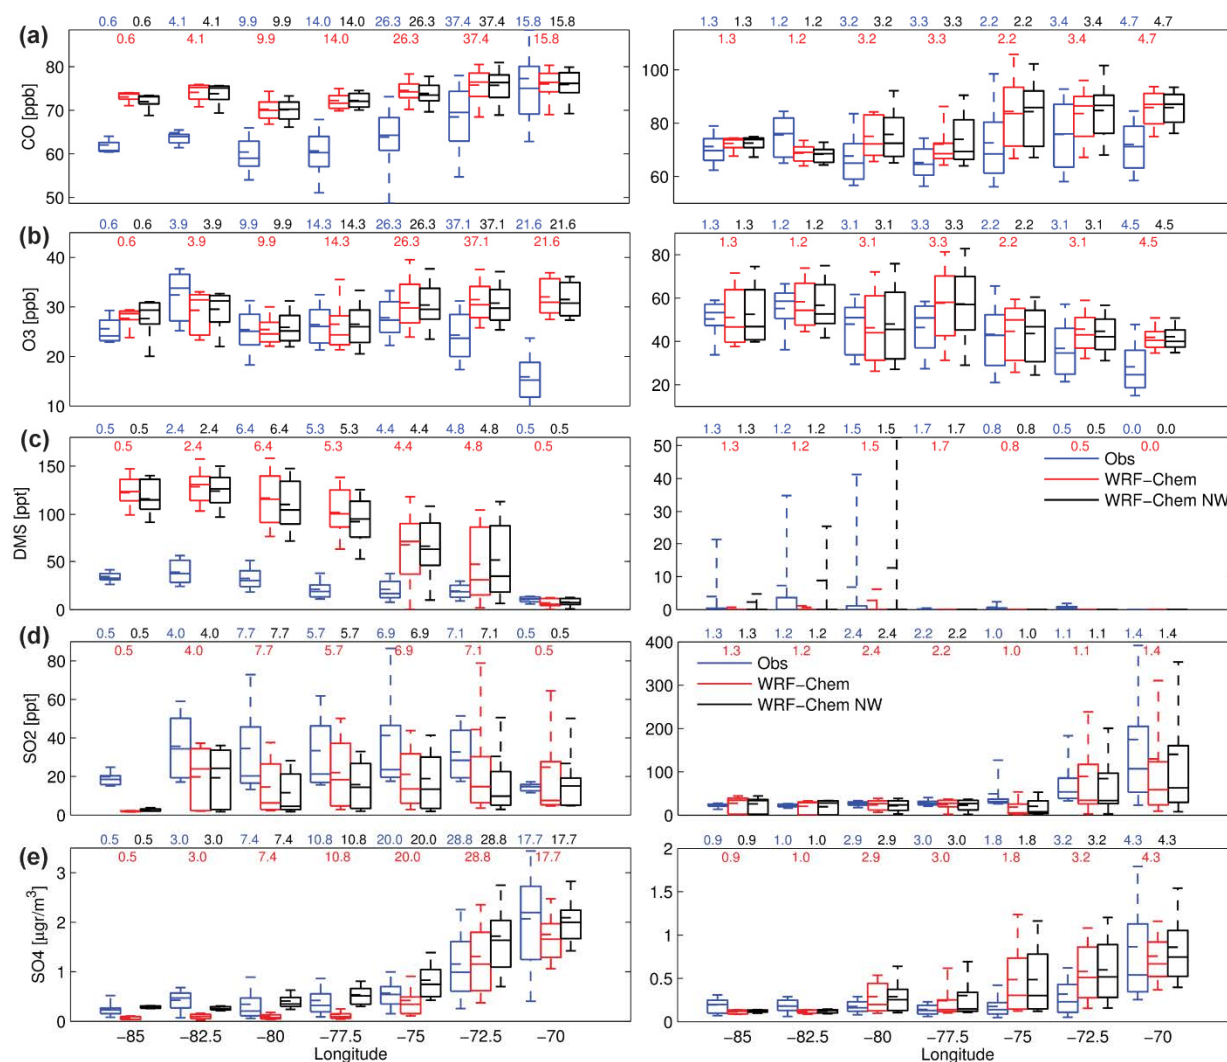 0.6 0.6 4.1 4.1 9.9 9.9 14.0 14.0 26.3 26.3 37.4 37.4 15.8 15.8
(a) 0.6 4.1 9.9 14.0 26.3 37.4 15.8
80
70
60
50
CO [ppb]
1.3 1.3 1.2 1.2 3.2 3.2 3.3 3.3 2.2 2.2 3.4 3.4 4.7 4.7
1.3 1.2 3.2 3.3 2.2 3.4 4.7
100
80
60
0.6 0.6 3.9 3.9 9.9 9.9 14.3 14.3 26.3 26.3 37.1 37.1 21.6 21.6
(b) 0.6 3.9 9.9 14.3 26.3 37.1 21.6
40
30
20
10
O3 [ppb]
1.3 1.3 1.2 1.2 3.1 3.1 3.3 3.3 2.2 2.2 3.1 3.1 4.5 4.5
1.3 1.2 3.1 3.3 2.2 3.1 4.5
80
60
40
20
0.5 0.5 2.4 2.4 6.4 6.4 5.3 5.3 4.4 4.4 4.8 4.8 0.5 0.5
(c) 0.5 2.4 6.4 5.3 4.4 4.8 0.5
150
100
50
0
DMS [ppt]
1.3 1.3 1.2 1.2 1.5 1.5 1.7 1.7 0.8 0.8 0.5 0.5 0.0 0.0
1.3 1.2 1.5 1.7 0.8 0.5 0.0
50
40
30
20
10
0
Obs
WRF-Chem
WRF-Chem NW
0.5 0.5 4.0 4.0 7.7 7.7 5.7 5.7 6.9 6.9 7.1 7.1 0.5 0.5
(d) 0.5 4.0 7.7 5.7 6.9 7.1 0.5
80
60
40
20
0
SO2 [ppt]
1.3 1.3 1.2 1.2 2.4 2.4 2.2 2.2 1.0 1.0 1.1 1.1 1.4 1.4
1.3 1.2 2.4 2.2 1.0 1.1 1.4
400
300
200
100
0
Obs
WRF-Chem
WRF-Chem NW
0.5 0.5 3.0 3.0 7.4 7.4 10.8 10.8 20.0 20.0 28.8 28.8 17.7 17.7
(e) 0.5 3.0 7.4 10.8 20.0 28.8 17.7
3
2
1
0
SO4 [µgr/m³]
-85 -82.5 -80 -77.5 -75 -72.5 -70
Longitude
0.9 0.9 1.0 1.0 2.9 2.9 3.0 3.0 1.8 1.8 3.2 3.2 4.3 4.3
0.9 1.0 2.9 3.0 1.8 3.2 4.3
2
1.5
1
0.5
0
-85 -82.5 -80 -77.5 -75 -72.5 -70
Longitude